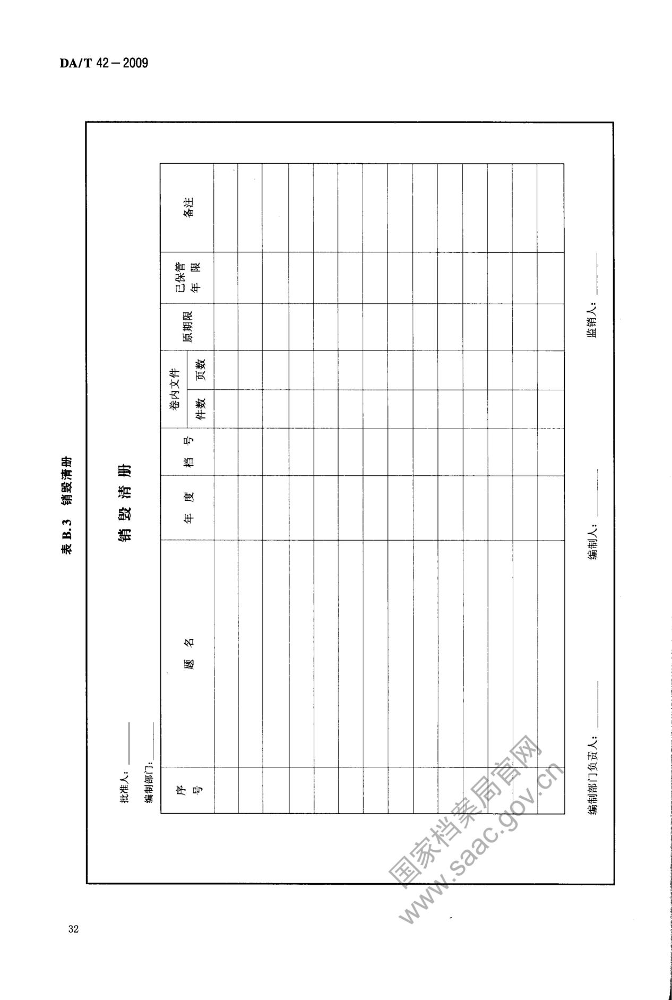 DA/T 42－2009
表 B.3 销毁清册
销毁清册
批准人：
编制部门：
序号
题 名
年 度
档 号
卷内文件
件数
页数
原期限
已保管
年 限
备注
编制部门负责人：
编制人：
监销人：
国家档案局官网
www.saac.gov.cn
32